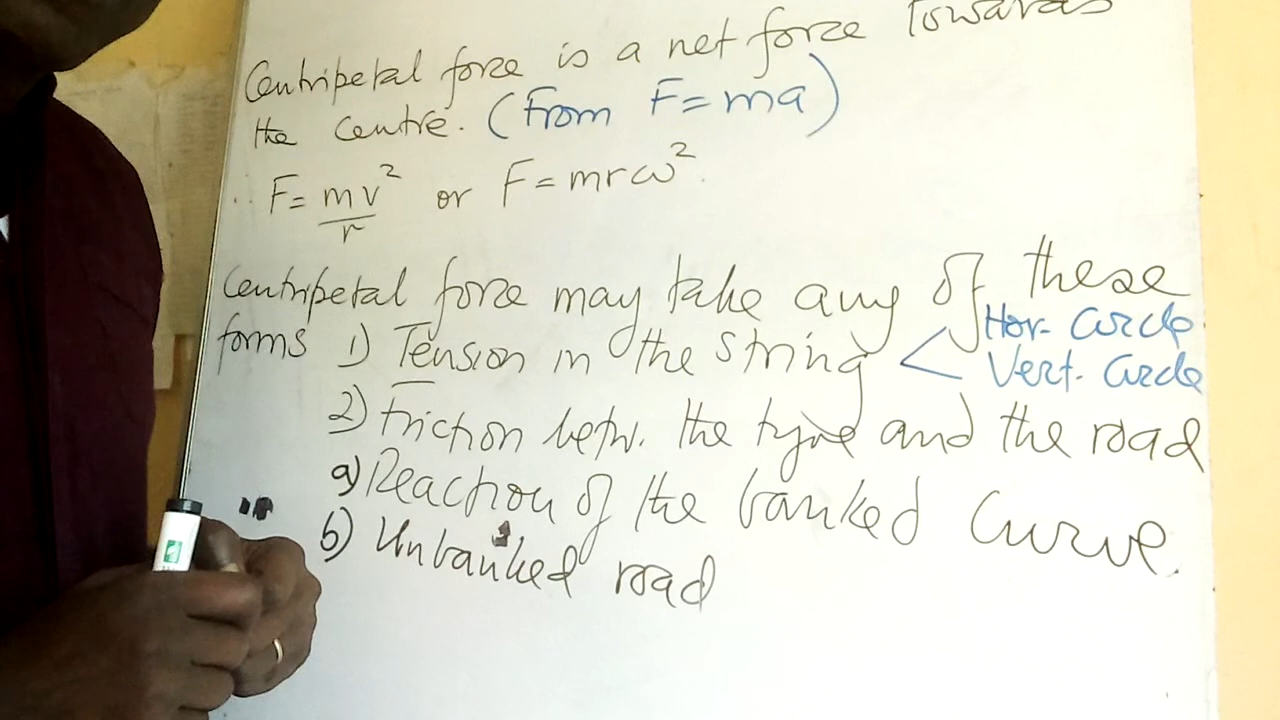 Centripetal force is a net force towards
the centre. (From F=ma)
∴ F= mv²/r or F=mrω².
Centripetal force may take any of these
forms 1) Tension in the string < Hor. Circle
Vert. Circle
2) Friction betw. the tyre and the road
a) Reaction of the banked curve.
b) Unbanked road